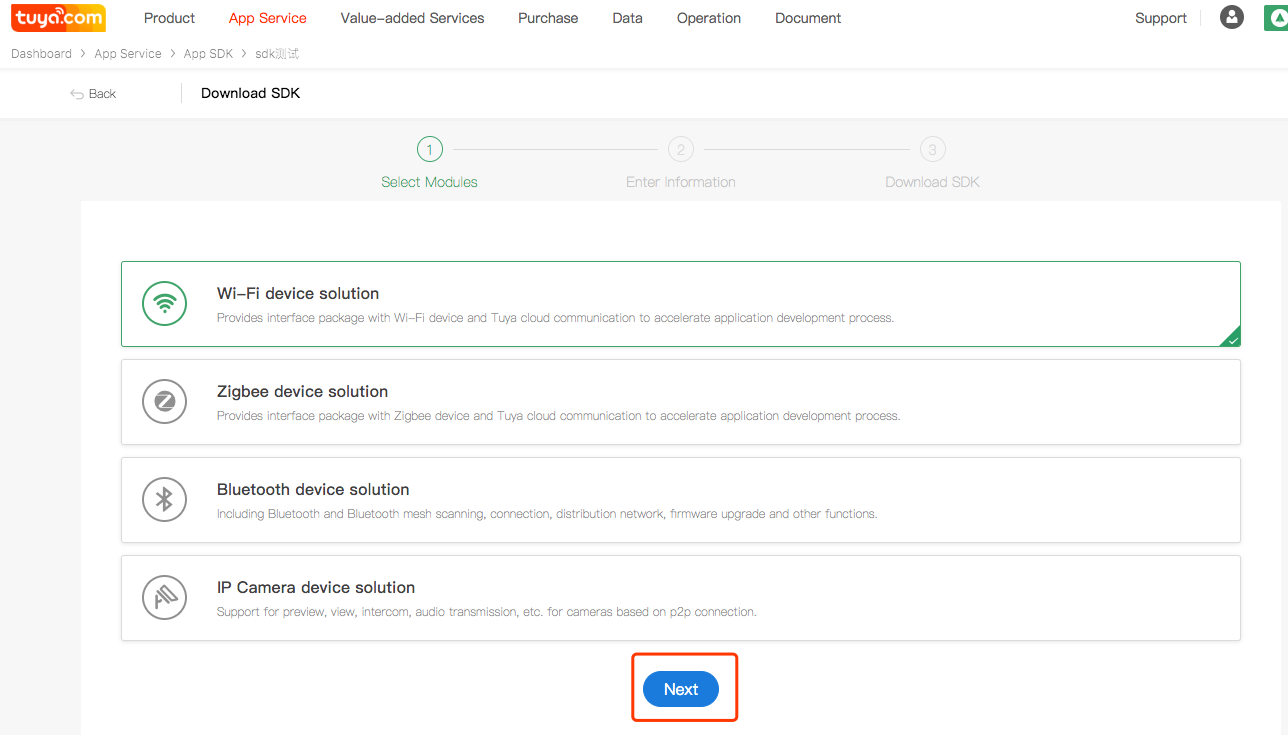 tuya.com
Product App Service Value-added Services Purchase Data Operation Document Support
Dashboard > App Service > App SDK > sdk测试
Back Download SDK
1 2 3
Select Modules Enter information Download SDK
Wi-Fi device solution
Provides interface package with Wi-Fi device and Tuya cloud communication to accelerate application development process.
Zigbee device solution
Provides interface package with Zigbee device and Tuya cloud communication to accelerate application development process.
Bluetooth device solution
Including Bluetooth and Bluetooth mesh scanning, connection, distribution network, firmware upgrade and other functions.
IP Camera device solution
Support for preview, view, intercom, audio transmission, etc. for cameras based on p2p connection.
Next